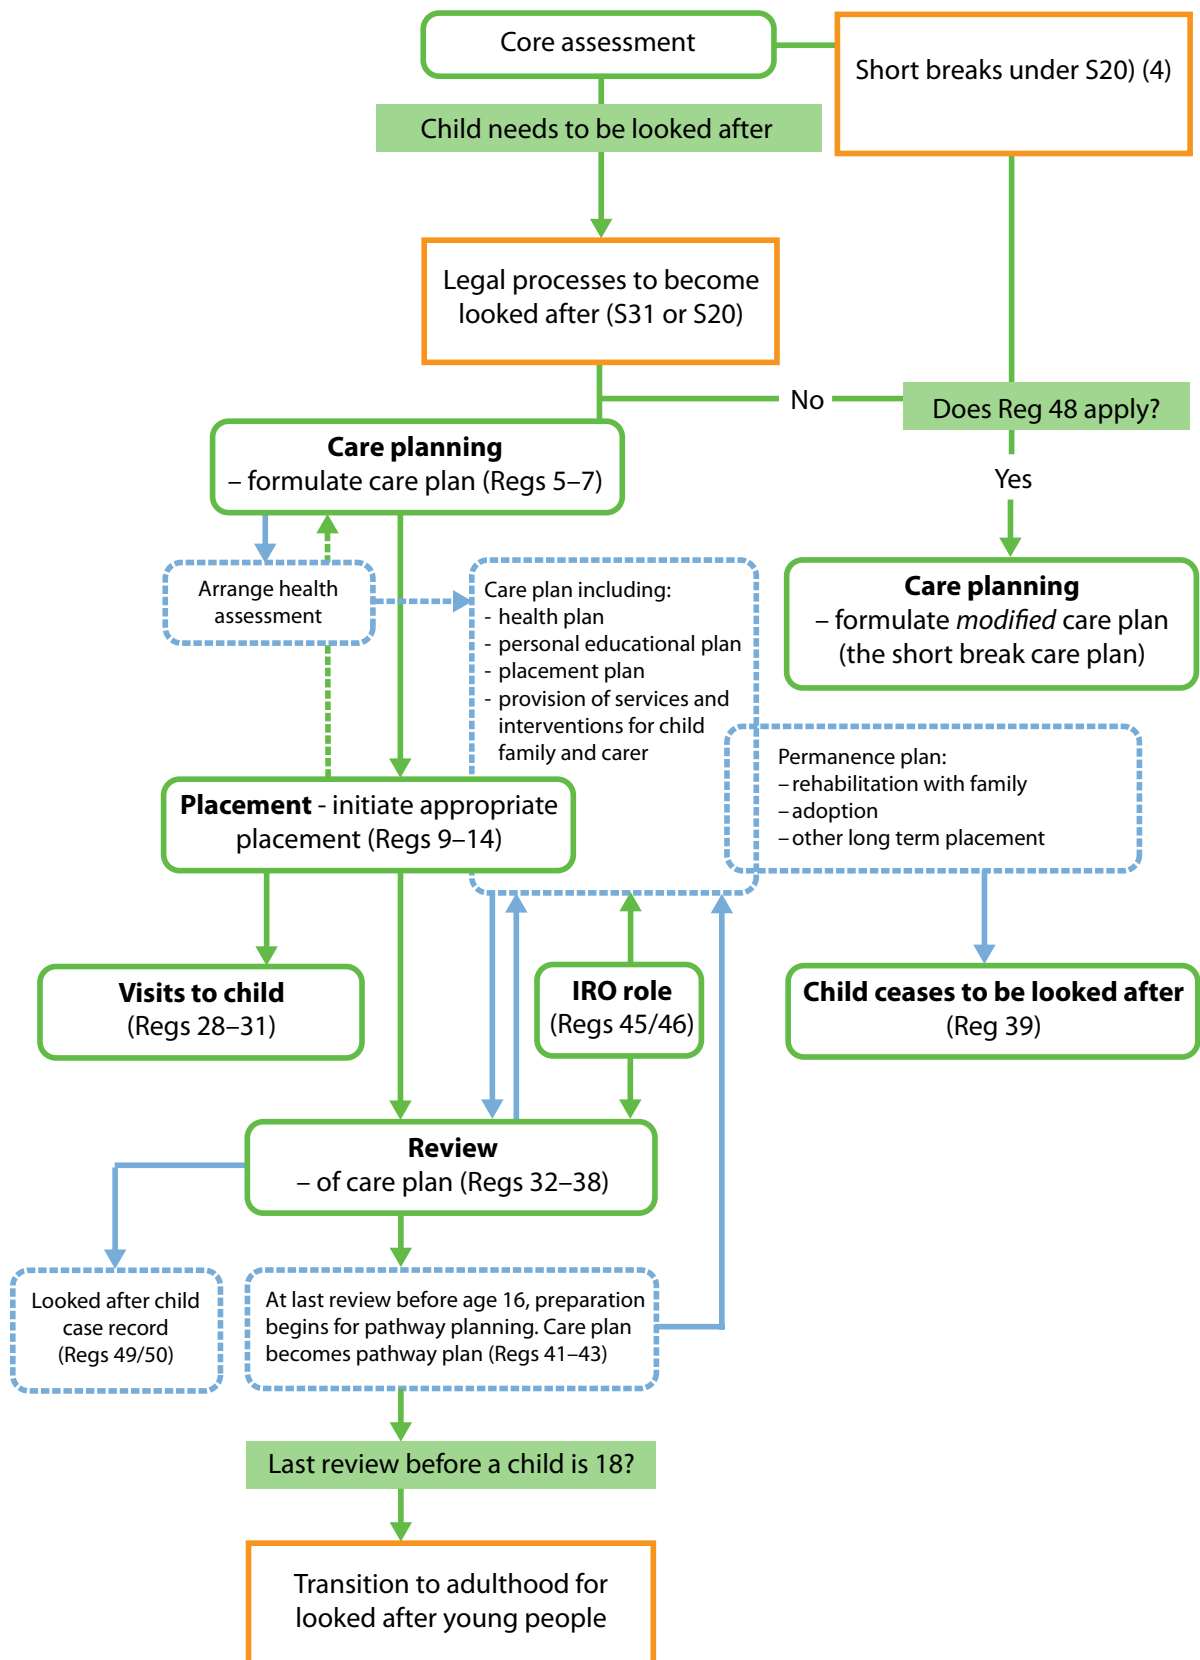 Core assessment
Short breaks under S20) (4)
Child needs to be looked after
Legal processes to become
looked after (S31 or S20)
No
Does Reg 48 apply?
Yes
Care planning
– formulate care plan (Regs 5–7)
Arrange health
assessment
Care plan including:
- health plan
- personal educational plan
- placement plan
- provision of services and
interventions for child
family and carer
Care planning
– formulate modified care plan
(the short break care plan)
Permanence plan:
– rehabilitation with family
– adoption
– other long term placement
Placement - initiate appropriate
placement (Regs 9–14)
Visits to child
(Regs 28–31)
IRO role
(Regs 45/46)
Child ceases to be looked after
(Reg 39)
Review
– of care plan (Regs 32–38)
Looked after child
case record
(Regs 49/50)
At last review before age 16, preparation
begins for pathway planning. Care plan
becomes pathway plan (Regs 41–43)
Last review before a child is 18?
Transition to adulthood for
looked after young people